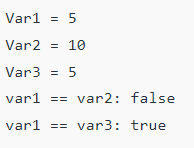 Var1 = 5
Var2 = 10
Var3 = 5
var1 == var2: false
var1 == var3: true